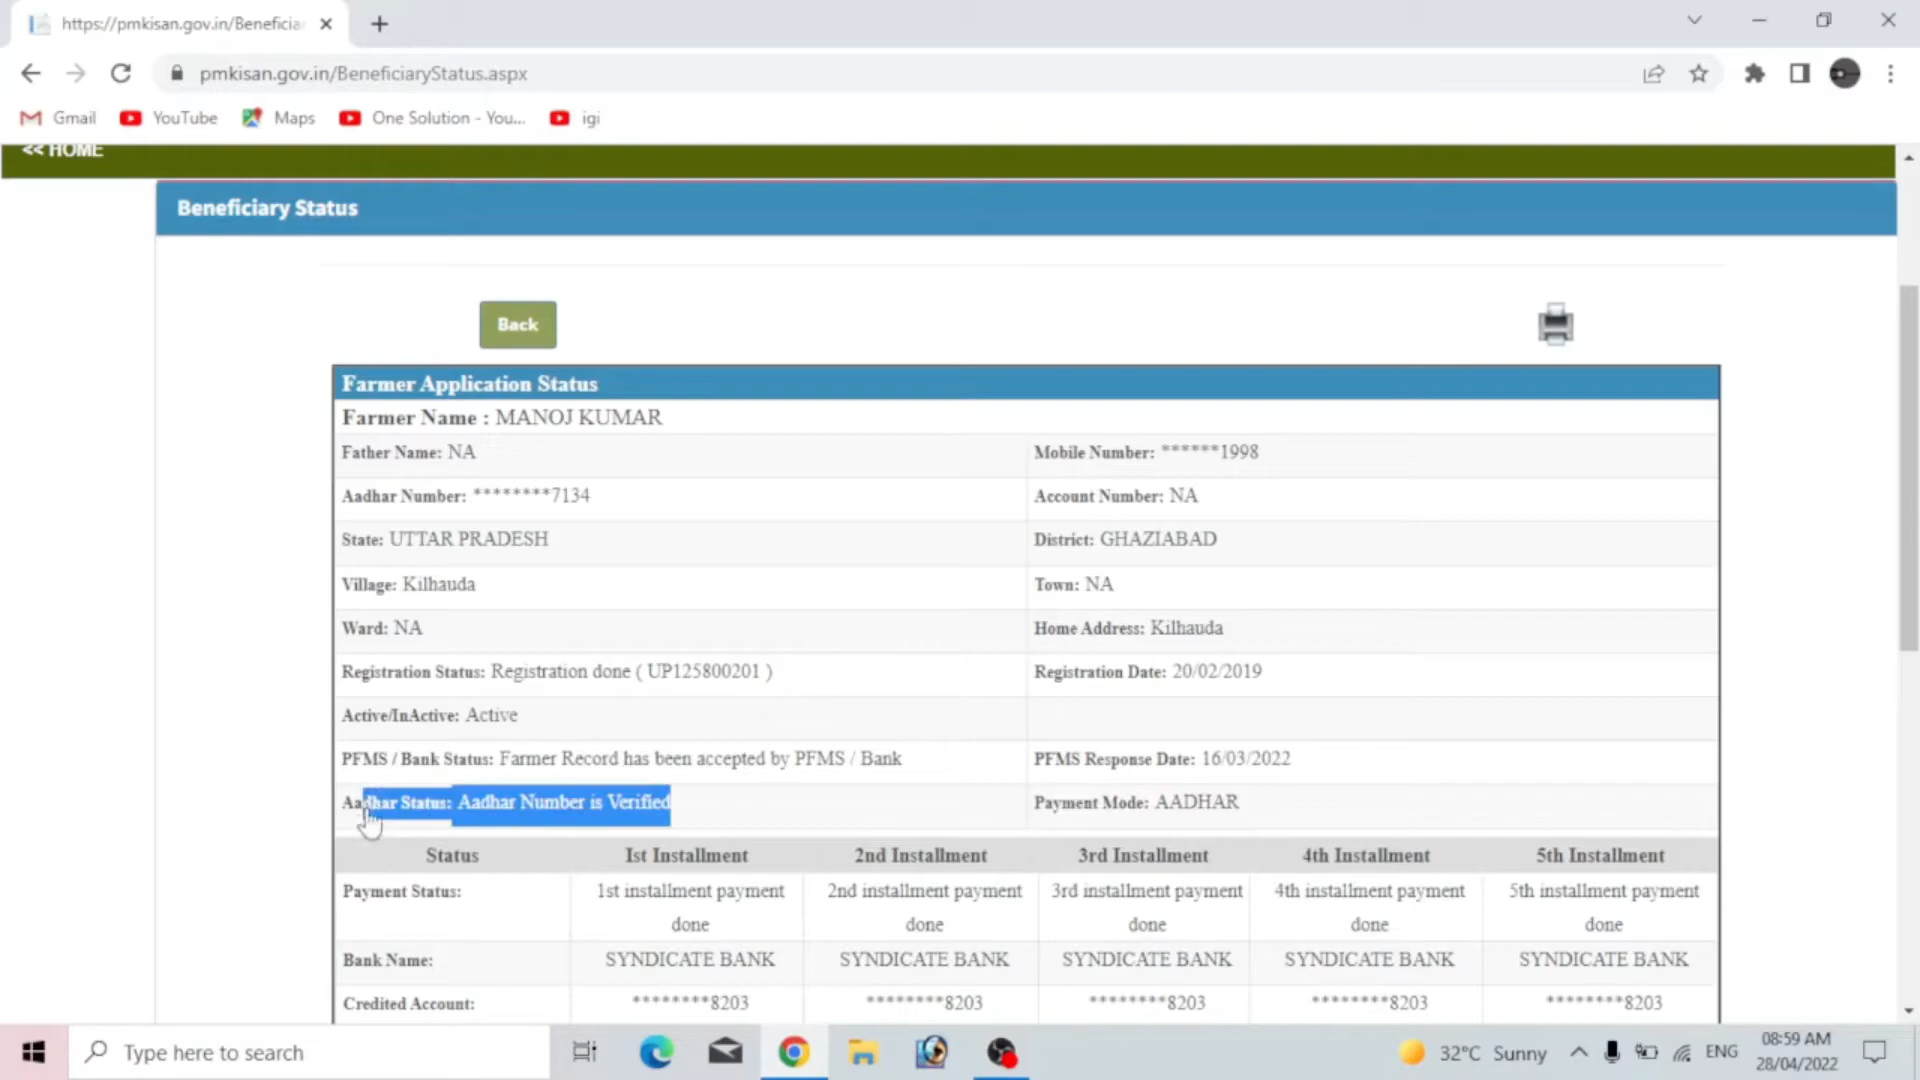 https://pmkisan.gov.in/Beneficia
pmkisan.gov.in/BeneficiaryStatus.aspx
Gmail YouTube Maps One Solution - You... igi
<< HOME
Beneficiary Status
Back
Farmer Application Status
Farmer Name : MANOJ KUMAR
Father Name: NA Mobile Number: ******1998
Aadhar Number: ********7134 Account Number: NA
State: UTTAR PRADESH District: GHAZIABAD
Village: Kilhauda Town: NA
Ward: NA Home Address: Kilhauda
Registration Status: Registration done ( UP125800201 ) Registration Date: 20/02/2019
Active/InActive: Active
PFMS / Bank Status: Farmer Record has been accepted by PFMS / Bank PFMS Response Date: 16/03/2022
Aadhar Status: Aadhar Number is Verified Payment Mode: AADHAR
Status Ist Installment 2nd Installment 3rd Installment 4th Installment 5th Installment
Payment Status: 1st installment payment 2nd installment payment 3rd installment payment 4th installment payment 5th installment payment
done done done done done
Bank Name: SYNDICATE BANK SYNDICATE BANK SYNDICATE BANK SYNDICATE BANK SYNDICATE BANK
Credited Account: ********8203 ********8203 ********8203 ********8203 ********8203
Type here to search 32°C Sunny ENG 08:59 AM
28/04/2022